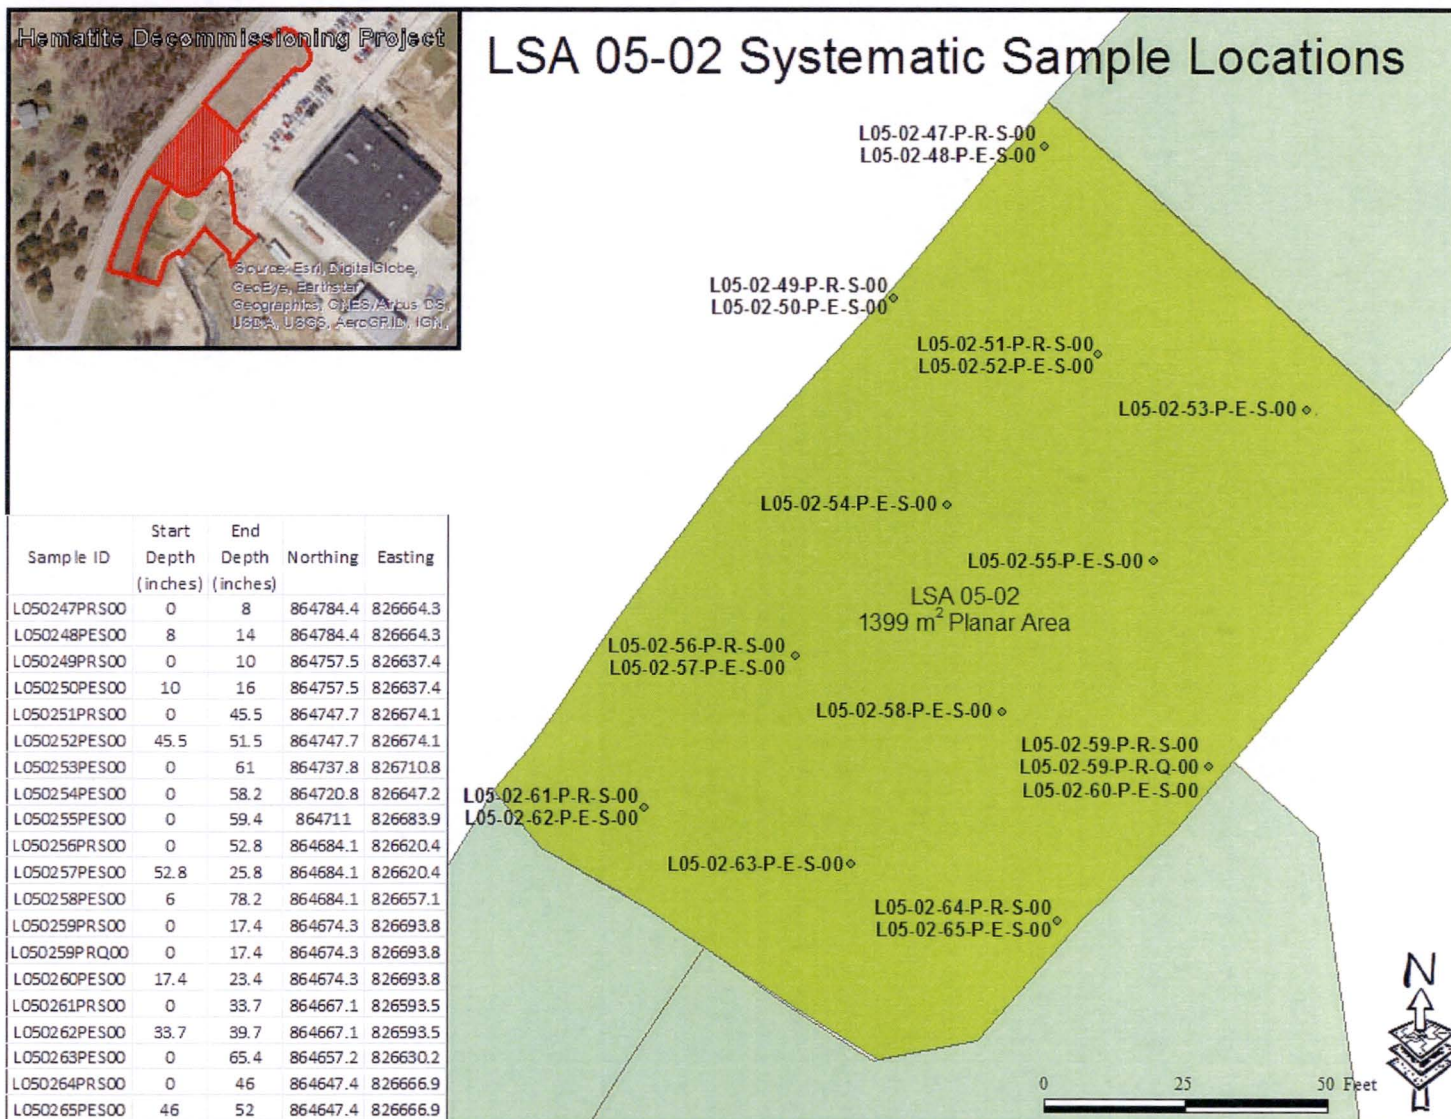 Hematite Decommissioning Project
LSA 05-02 Systematic Sample Locations
Source: Esri, DigitalGlobe,
GeoEye, Earthstar
Geographics, CNES/Airbus DS,
USDA, USGS, AeroGRID, IGN,
L05-02-47-P-R-S-00
L05-02-48-P-E-S-00
L05-02-49-P-R-S-00
L05-02-50-P-E-S-00
L05-02-51-P-R-S-00
L05-02-52-P-E-S-00
L05-02-53-P-E-S-00
L05-02-54-P-E-S-00
L05-02-55-P-E-S-00
LSA 05-02
1399 m² Planar Area
L05-02-56-P-R-S-00
L05-02-57-P-E-S-00
L05-02-58-P-E-S-00
L05-02-59-P-R-S-00
L05-02-59-P-R-Q-00
L05-02-60-P-E-S-00
L05-02-61-P-R-S-00
L05-02-62-P-E-S-00
L05-02-63-P-E-S-00
L05-02-64-P-R-S-00
L05-02-65-P-E-S-00
Sample ID Start Depth (inches) End Depth (inches) Northing Easting
L050247PRS00 0 8 864784.4 826664.3
L050248PES00 8 14 864784.4 826664.3
L050249PRS00 0 10 864757.5 826637.4
L050250PES00 10 16 864757.5 826637.4
L050251PRS00 0 45.5 864747.7 826674.1
L050252PES00 45.5 51.5 864747.7 826674.1
L050253PES00 0 61 864737.8 826710.8
L050254PES00 0 58.2 864720.8 826647.2
L050255PES00 0 59.4 864711 826683.9
L050256PRS00 0 52.8 864684.1 826620.4
L050257PES00 52.8 25.8 864684.1 826620.4
L050258PES00 6 78.2 864684.1 826657.1
L050259PRS00 0 17.4 864674.3 826693.8
L050259PRQ00 0 17.4 864674.3 826693.8
L050260PES00 17.4 23.4 864674.3 826693.8
L050261PRS00 0 33.7 864667.1 826593.5
L050262PES00 33.7 39.7 864667.1 826593.5
L050263PES00 0 65.4 864657.2 826630.2
L050264PRS00 0 46 864647.4 826666.9
L050265PES00 46 52 864647.4 826666.9
N
0 25 50 Feet